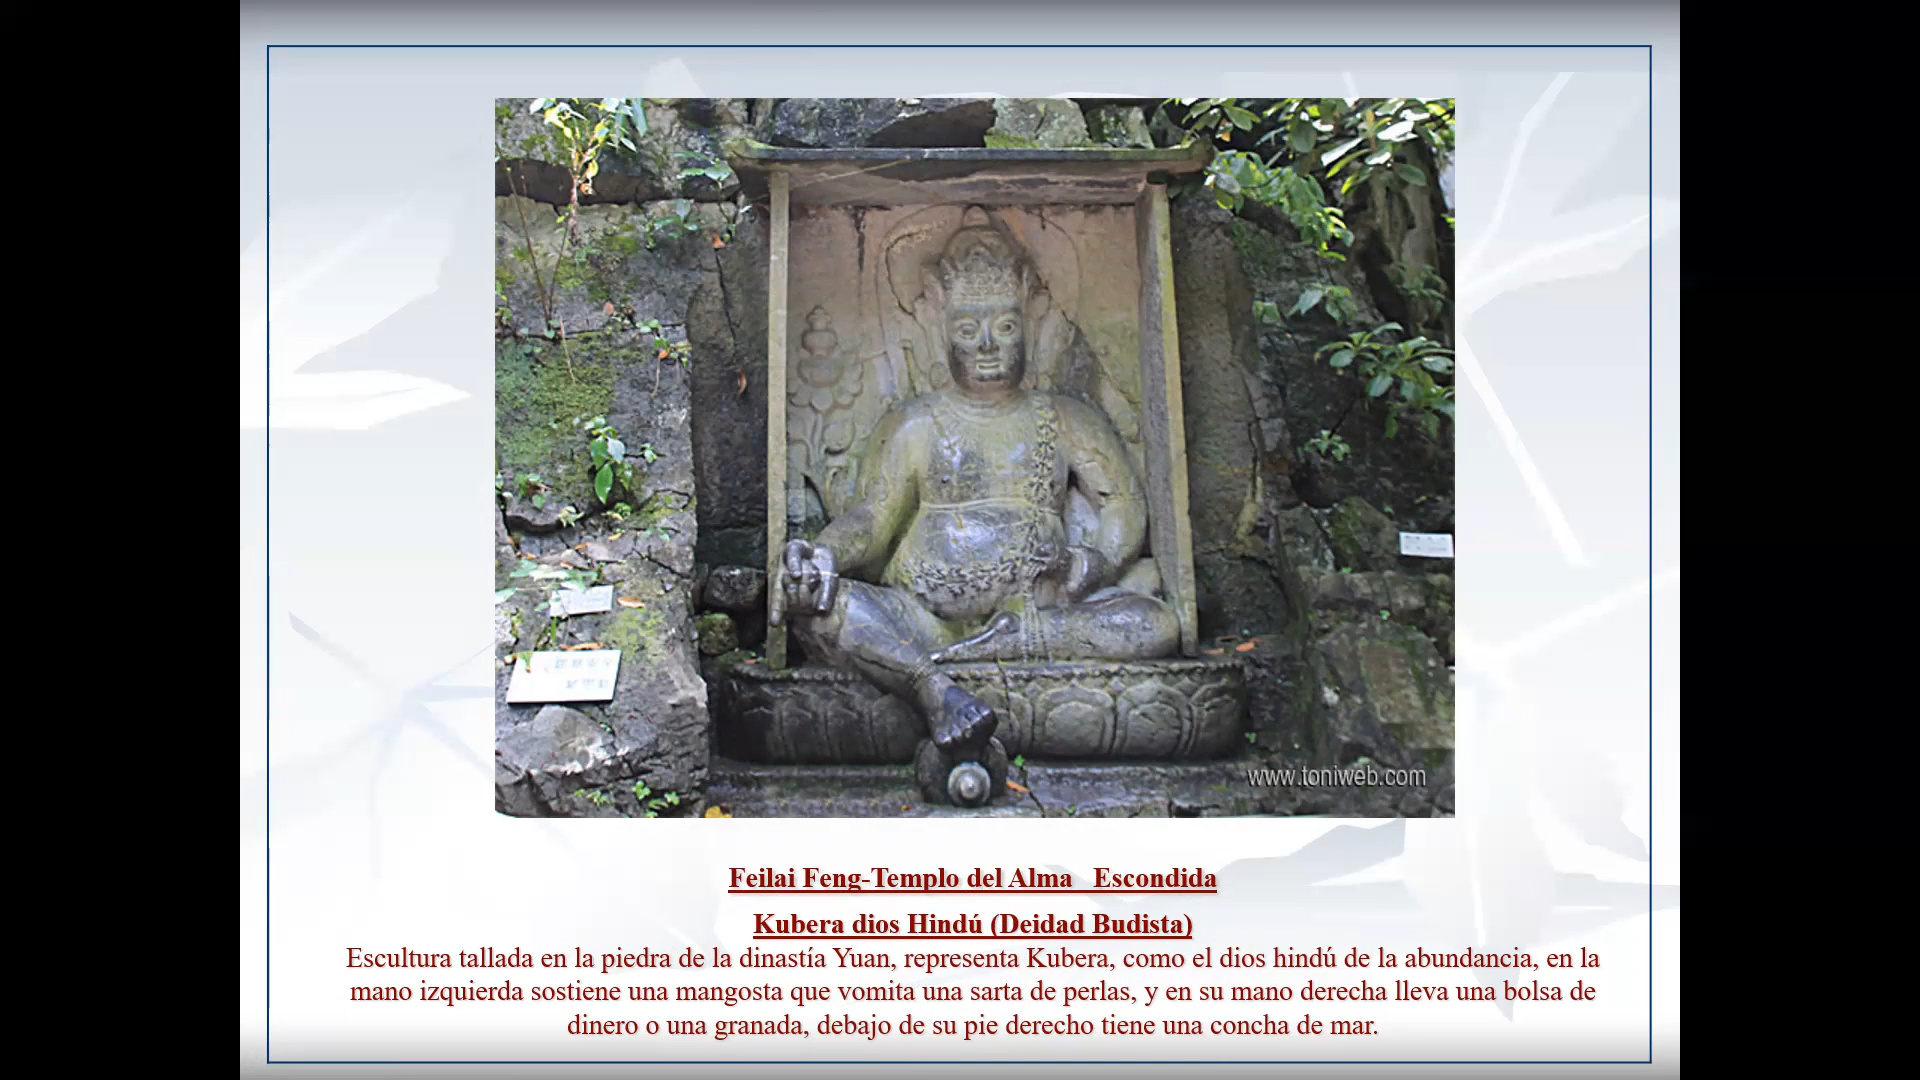 www.toniweb.com
Feilai Feng-Templo del Alma   Escondida
Kubera dios Hindú (Deidad Budista)
Escultura tallada en la piedra de la dinastía Yuan, representa Kubera, como el dios hindú de la abundancia, en la
mano izquierda sostiene una mangosta que vomita una sarta de perlas, y en su mano derecha lleva una bolsa de
dinero o una granada, debajo de su pie derecho tiene una concha de mar.